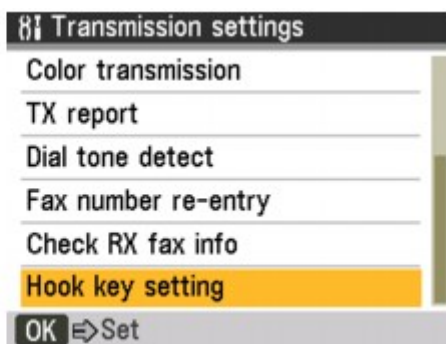 Transmission settings
Color transmission
TX report
Dial tone detect
Fax number re-entry
Check RX fax info
Hook key setting
OK Set